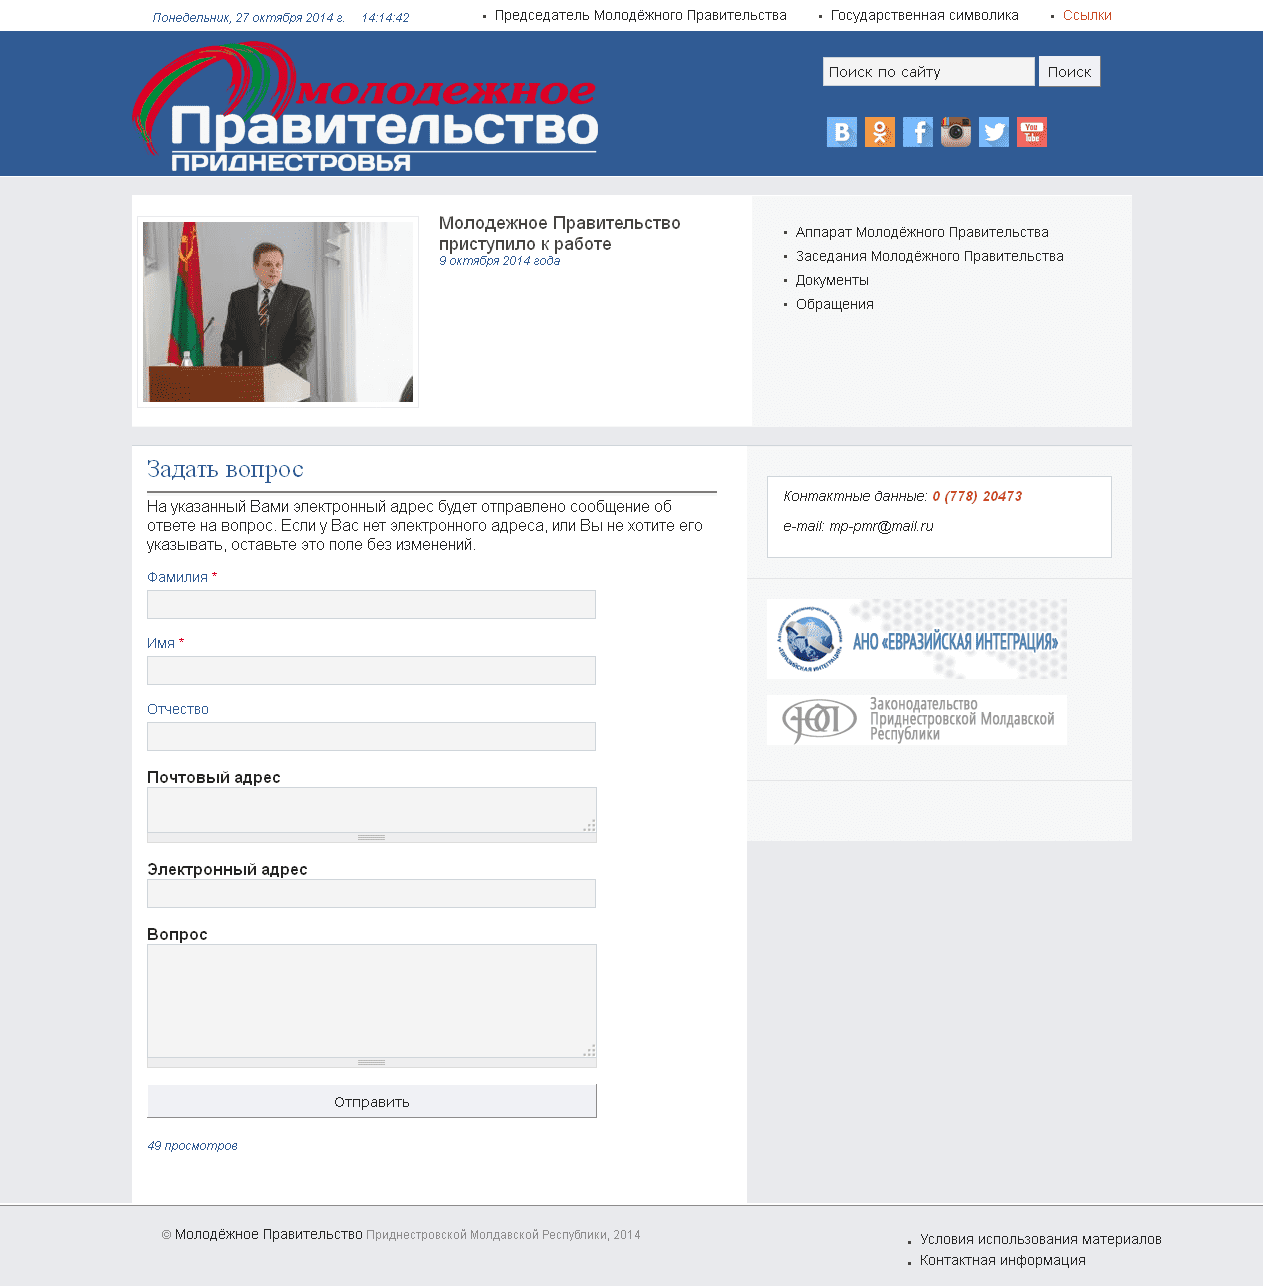 Понедельник, 27 октября 2014 г. 14:14:42
Председатель Молодёжного Правительства
Государственная символика
Ссылки
молодежное
Правительство
ПРИДНЕСТРОВЬЯ
Поиск по сайту
Поиск
You
Tube
Молодежное Правительство
приступило к работе
9 октября 2014 года
Аппарат Молодёжного Правительства
Заседания Молодёжного Правительства
Документы
Обращения
Задать вопрос
На указанный Вами электронный адрес будет отправлено сообщение об
ответе на вопрос. Если у Вас нет электронного адреса, или Вы не хотите его
указывать, оставьте это поле без изменений.
Фамилия *
Имя *
Отчество
Почтовый адрес
Электронный адрес
Вопрос
Отправить
49 просмотров
Контактные данные: 0 (778) 20473
e-mail: mp-pmr@mail.ru
АНО «ЕВРАЗИЙСКАЯ ИНТЕГРАЦИЯ»
Законодательство
Приднестровской Молдавской
Республики
© Молодёжное Правительство Приднестровской Молдавской Республики, 2014
Условия использования материалов
Контактная информация